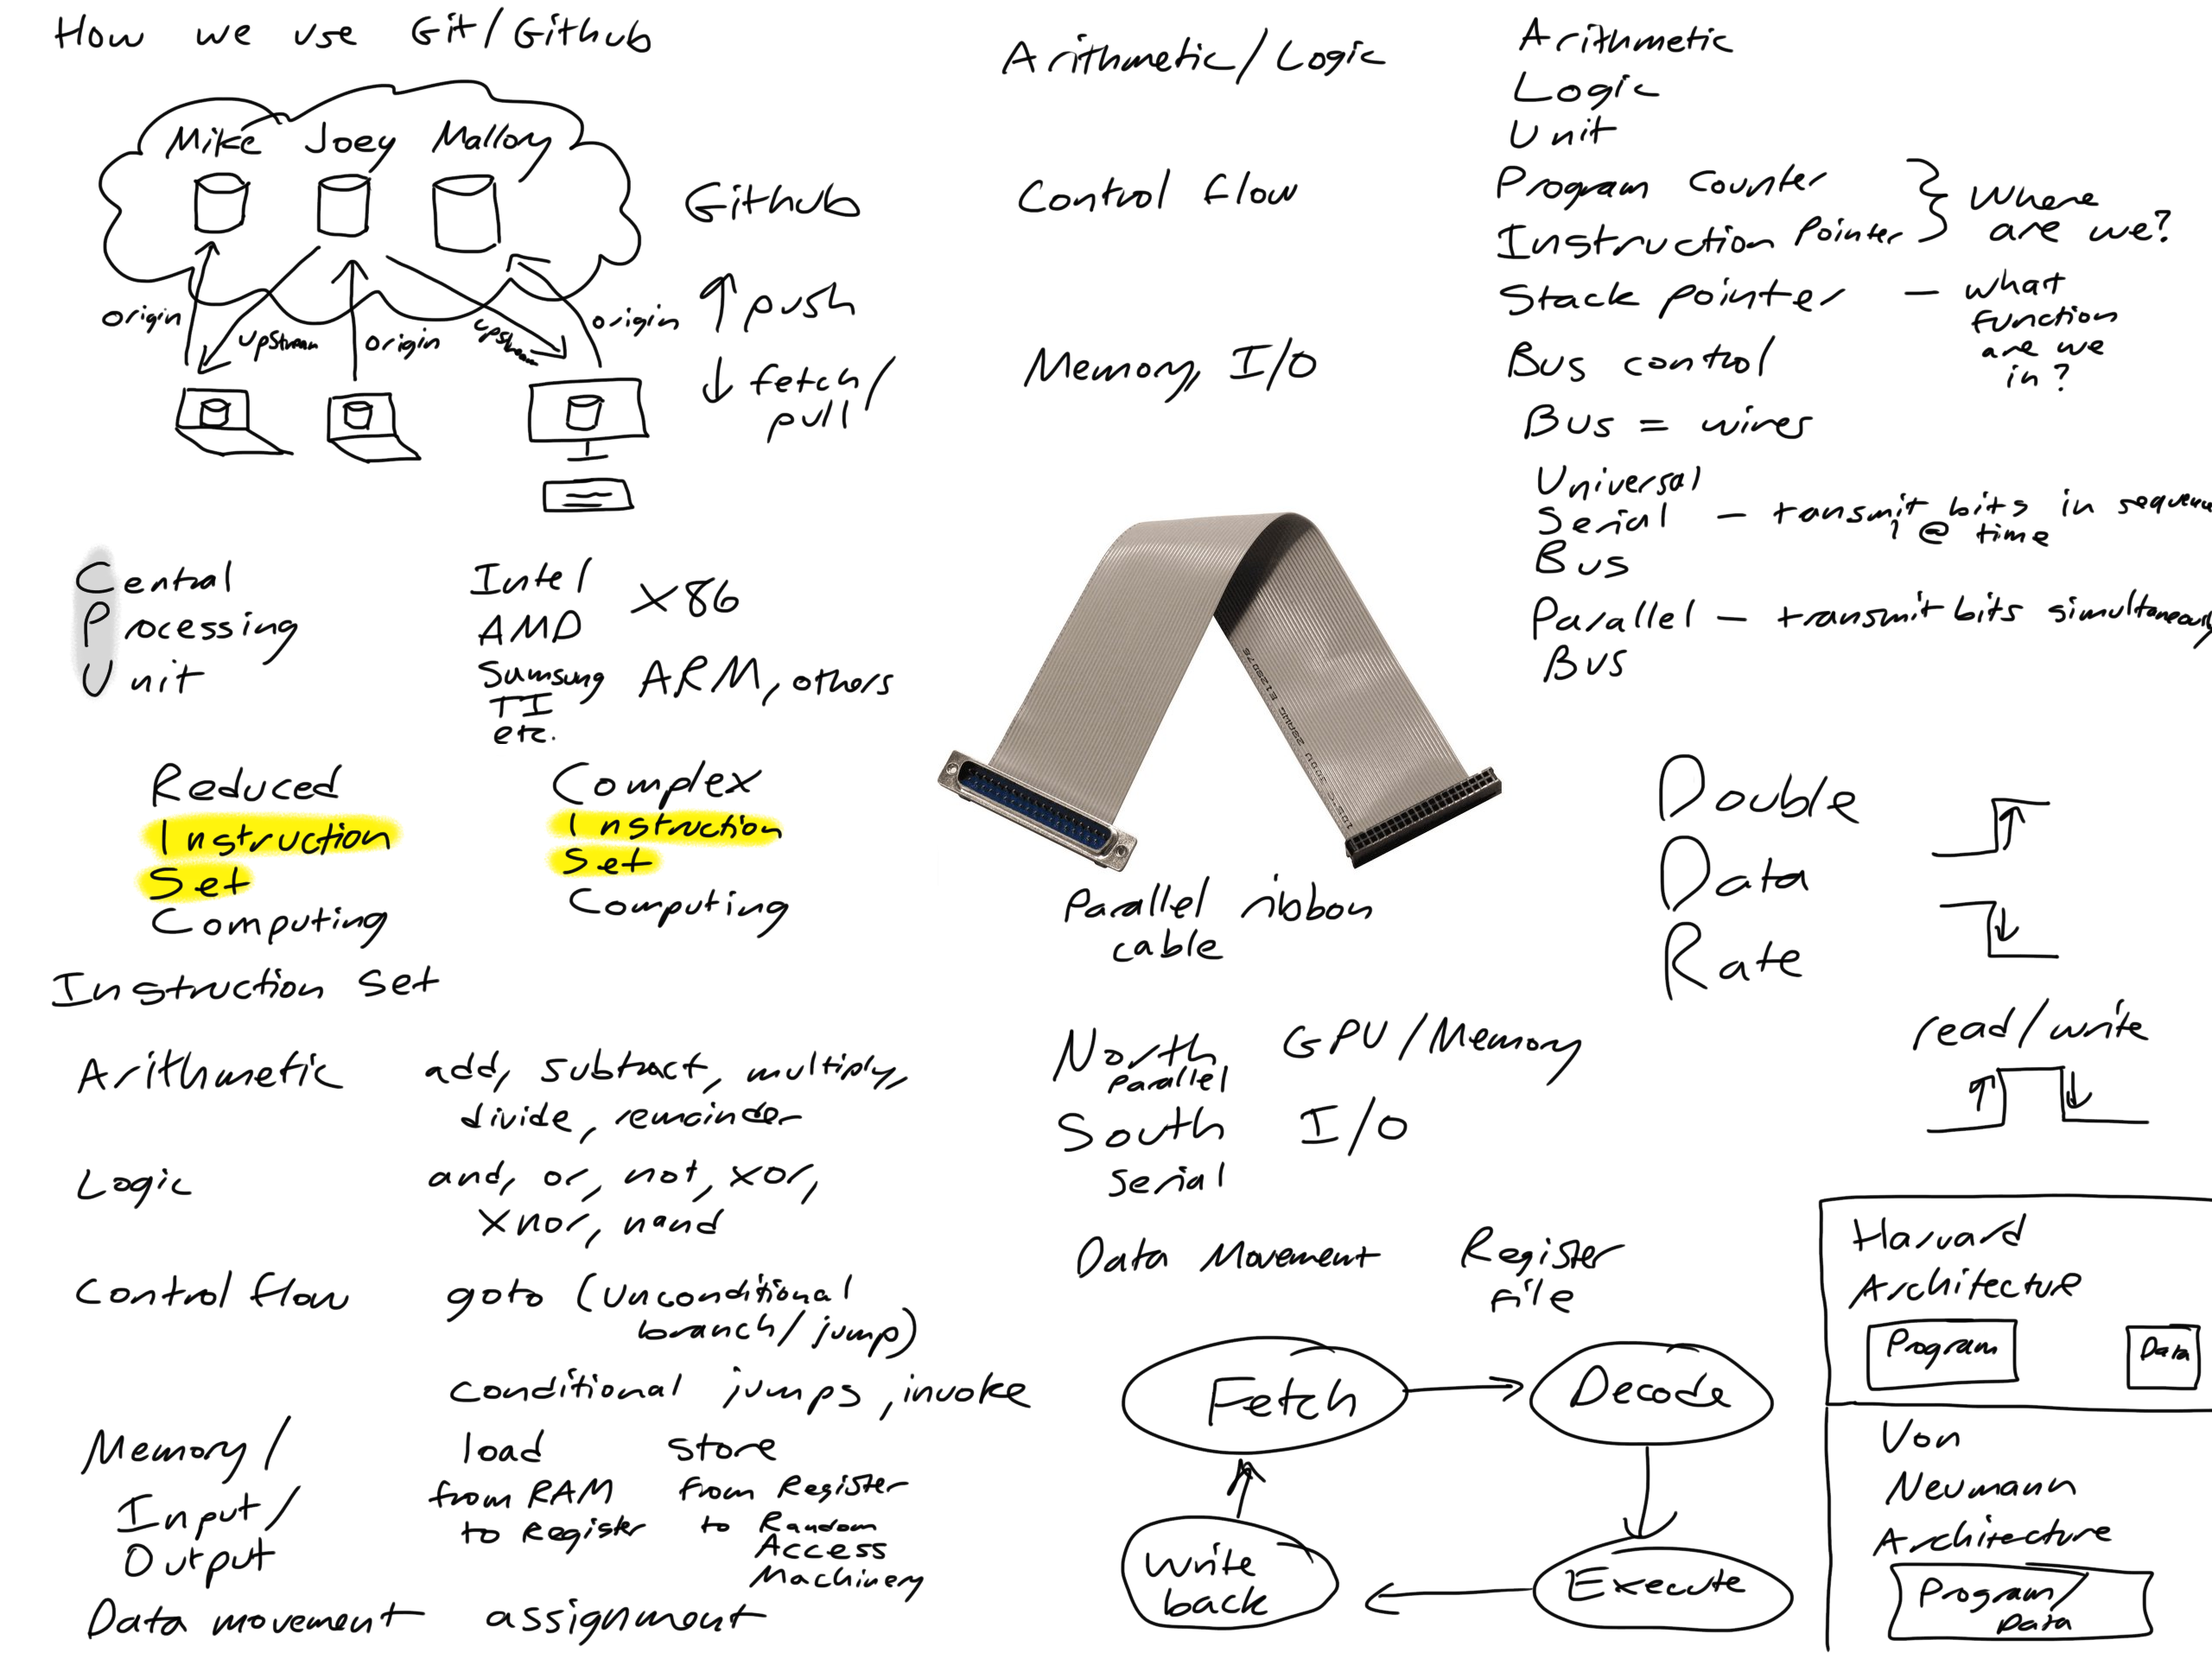 How we use Git/Github
Mike Joey Mallory
Github
origin upstream origin upstream origin
↑ push
↓ fetch/
pull
Central
Processing
Unit
Intel
AMD
x86
Sumsung
TI
etc.
ARM, others
Reduced
Instruction
Set
Computing
Complex
Instruction
Set
Computing
Instruction Set
Arithmetic add, subtract, multiply,
divide, remainder
Logic and, or, not, xor,
xnor, nand
Control flow goto (unconditional
branch/jump)
conditional jumps, invoke
Memory/
Input/
Output
load
from RAM
to Register
store
from Register
to Random
Access
Machinery
Data movement assignment
Arithmetic/Logic
Arithmetic
Logic
Unit
Control flow
Program Counter
Instruction Pointer
Where
are we?
Stack pointer — what
function
are we
in?
Memory, I/O
Bus control
Bus = wires
Universal
Serial — transmit bits in
1 @ time
Bus
Parallel — transmit bits simultaneously
Bus
Parallel ribbon
cable
Double
Data
Rate
read/write
North GPU/Memory
Parallel
South I/O
Serial
Data Movement Register
File
Fetch
Decode
Execute
Write
back
Harvard
Architecture
Program
Data
Von
Neumann
Architecture
Program/
Data